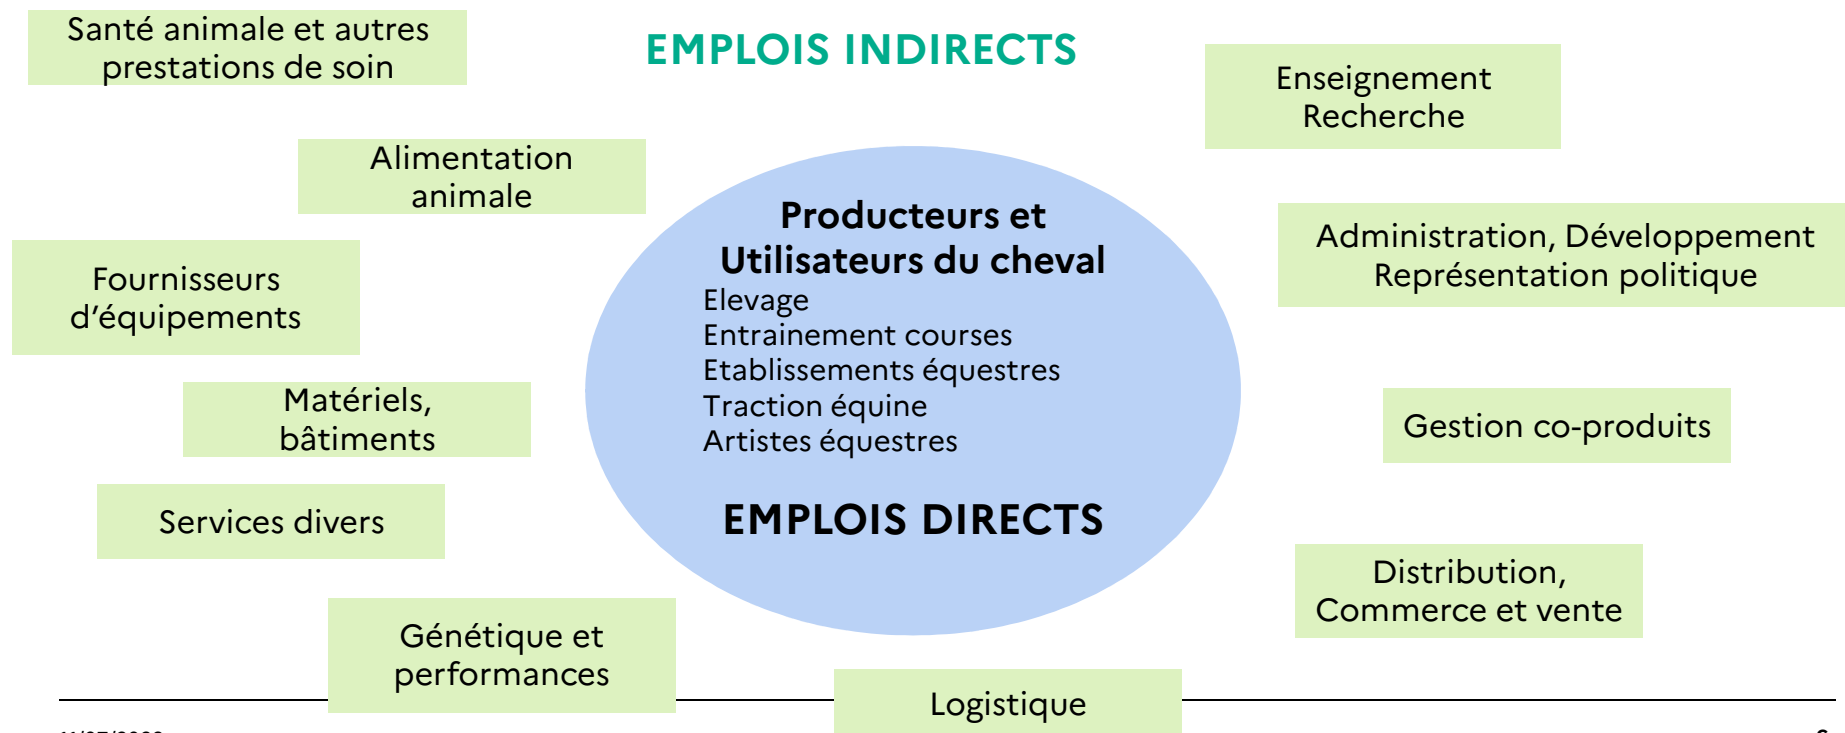 Santé animale et autres
prestations de soin
EMPLOIS INDIRECTS
Enseignement
Recherche
Alimentation
animale
Producteurs et
Utilisateurs du cheval
Elevage
Entrainement courses
Etablissements équestres
Traction équine
Artistes équestres
EMPLOIS DIRECTS
Administration, Développement
Représentation politique
Fournisseurs
d'équipements
Matériels,
bâtiments
Gestion co-produits
Services divers
Distribution,
Commerce et vente
Génétique et
performances
Logistique